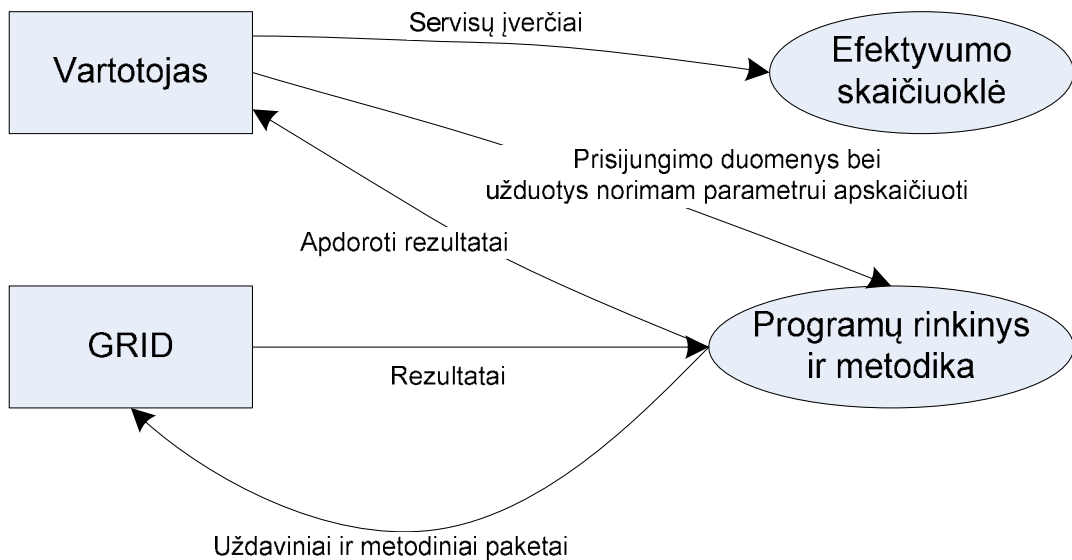 Servisų įverčiai
Vartotojas
Efektyvumo
skaičiuoklė
Prisijungimo duomenys bei
užduotys norimam parametrui apskaičiuoti
Apdoroti rezultatai
GRID
Rezultatai
Programų rinkinys
ir metodika
Uždaviniai ir metodiniai paketai